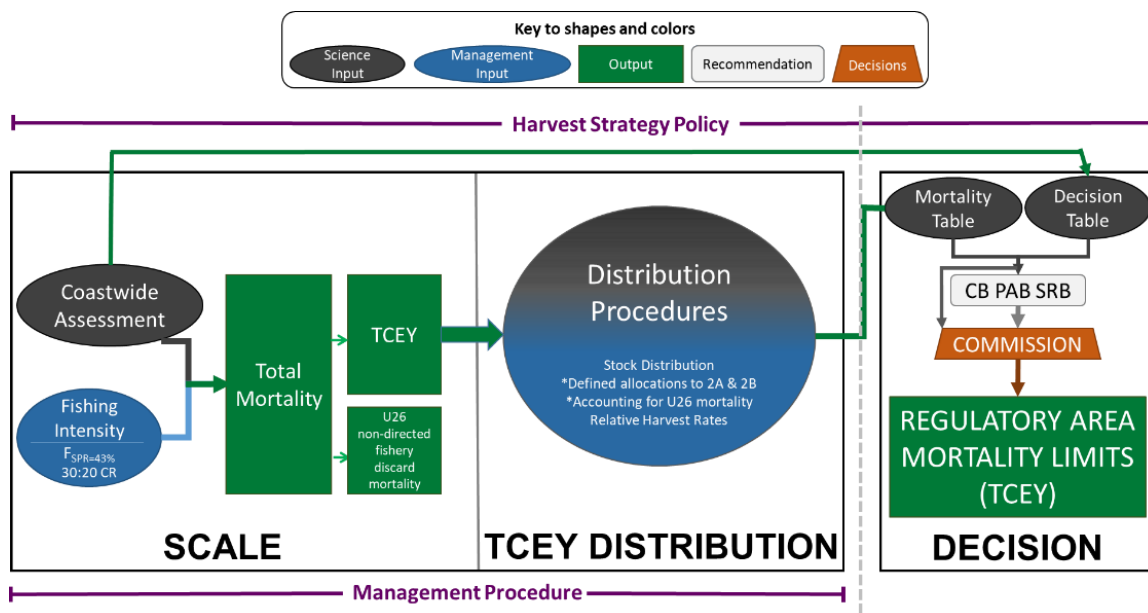 Key to shapes and colors
Science
Input
Management
Input
Output
Recommendation
Decisions
Harvest Strategy Policy
Coastwide
Assessment
Fishing
Intensity
F_SPR=43%
30:20 CR
Total
Mortality
TCEY
U26
non-directed
fishery
discard
mortality
SCALE
Distribution
Procedures
Stock Distribution
*Defined allocations to 2A & 2B
*Accounting for U26 mortality
Relative Harvest Rates
TCEY DISTRIBUTION
Mortality
Table
Decision
Table
CB PAB SRB
COMMISSION
REGULATORY AREA
MORTALITY LIMITS
(TCEY)
DECISION
Management Procedure